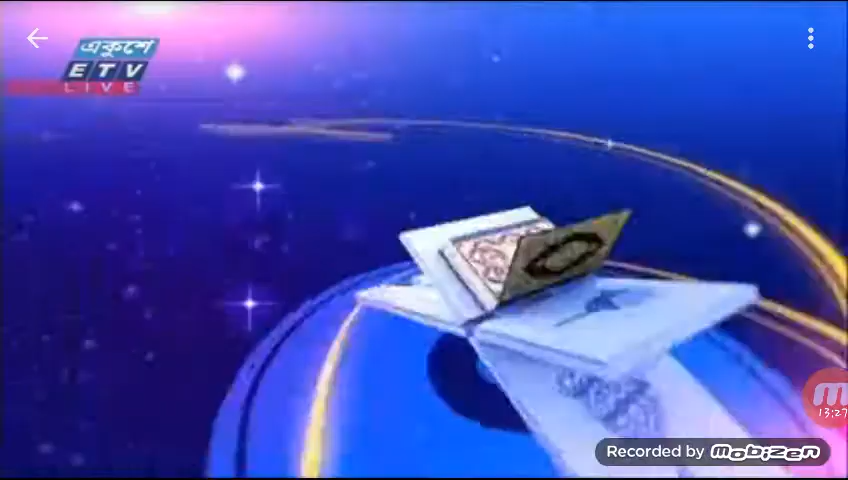 একুশে
ETV
LIVE
13:27
Recorded by Mobizen